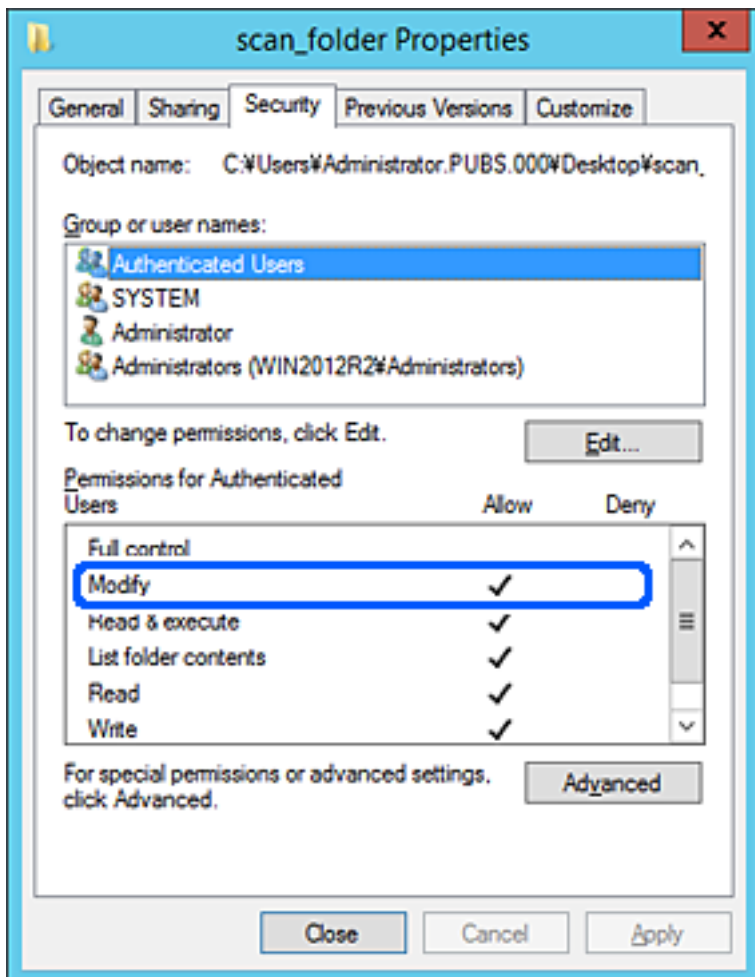 scan_folder Properties
General Sharing Security Previous Versions Customize
Object name: C:¥Users¥Administrator.PUBS.000¥Desktop¥scan_
Group or user names:
Authenticated Users
SYSTEM
Administrator
Administrators (WIN2012R2¥Administrators)
To change permissions, click Edit.
Edit...
Permissions for Authenticated
Users Allow Deny
Full control
Modify
Read & execute
List folder contents
Read
Write
For special permissions or advanced settings,
click Advanced.
Advanced
Close Cancel Apply